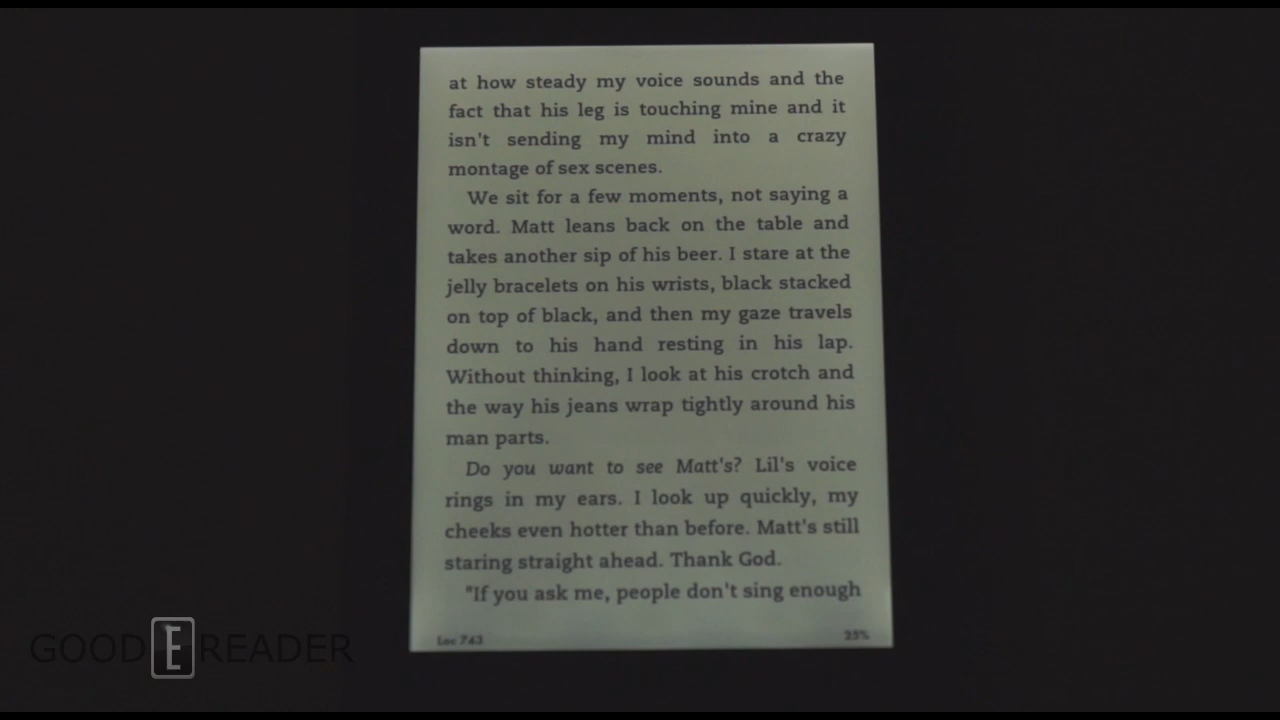 at how steady my voice sounds and the
fact that his leg is touching mine and it
isn't sending my mind into a crazy
montage of sex scenes.
We sit for a few moments, not saying a
word. Matt leans back on the table and
takes another sip of his beer. I stare at the
jelly bracelets on his wrists, black stacked
on top of black, and then my gaze travels
down to his hand resting in his lap.
Without thinking, I look at his crotch and
the way his jeans wrap tightly around his
man parts.
Do you want to see Matt's? Lil's voice
rings in my ears. I look up quickly, my
cheeks even hotter than before. Matt's still
staring straight ahead. Thank God.
"If you ask me, people don't sing enough
Loc 743 25%
GOOD E READER